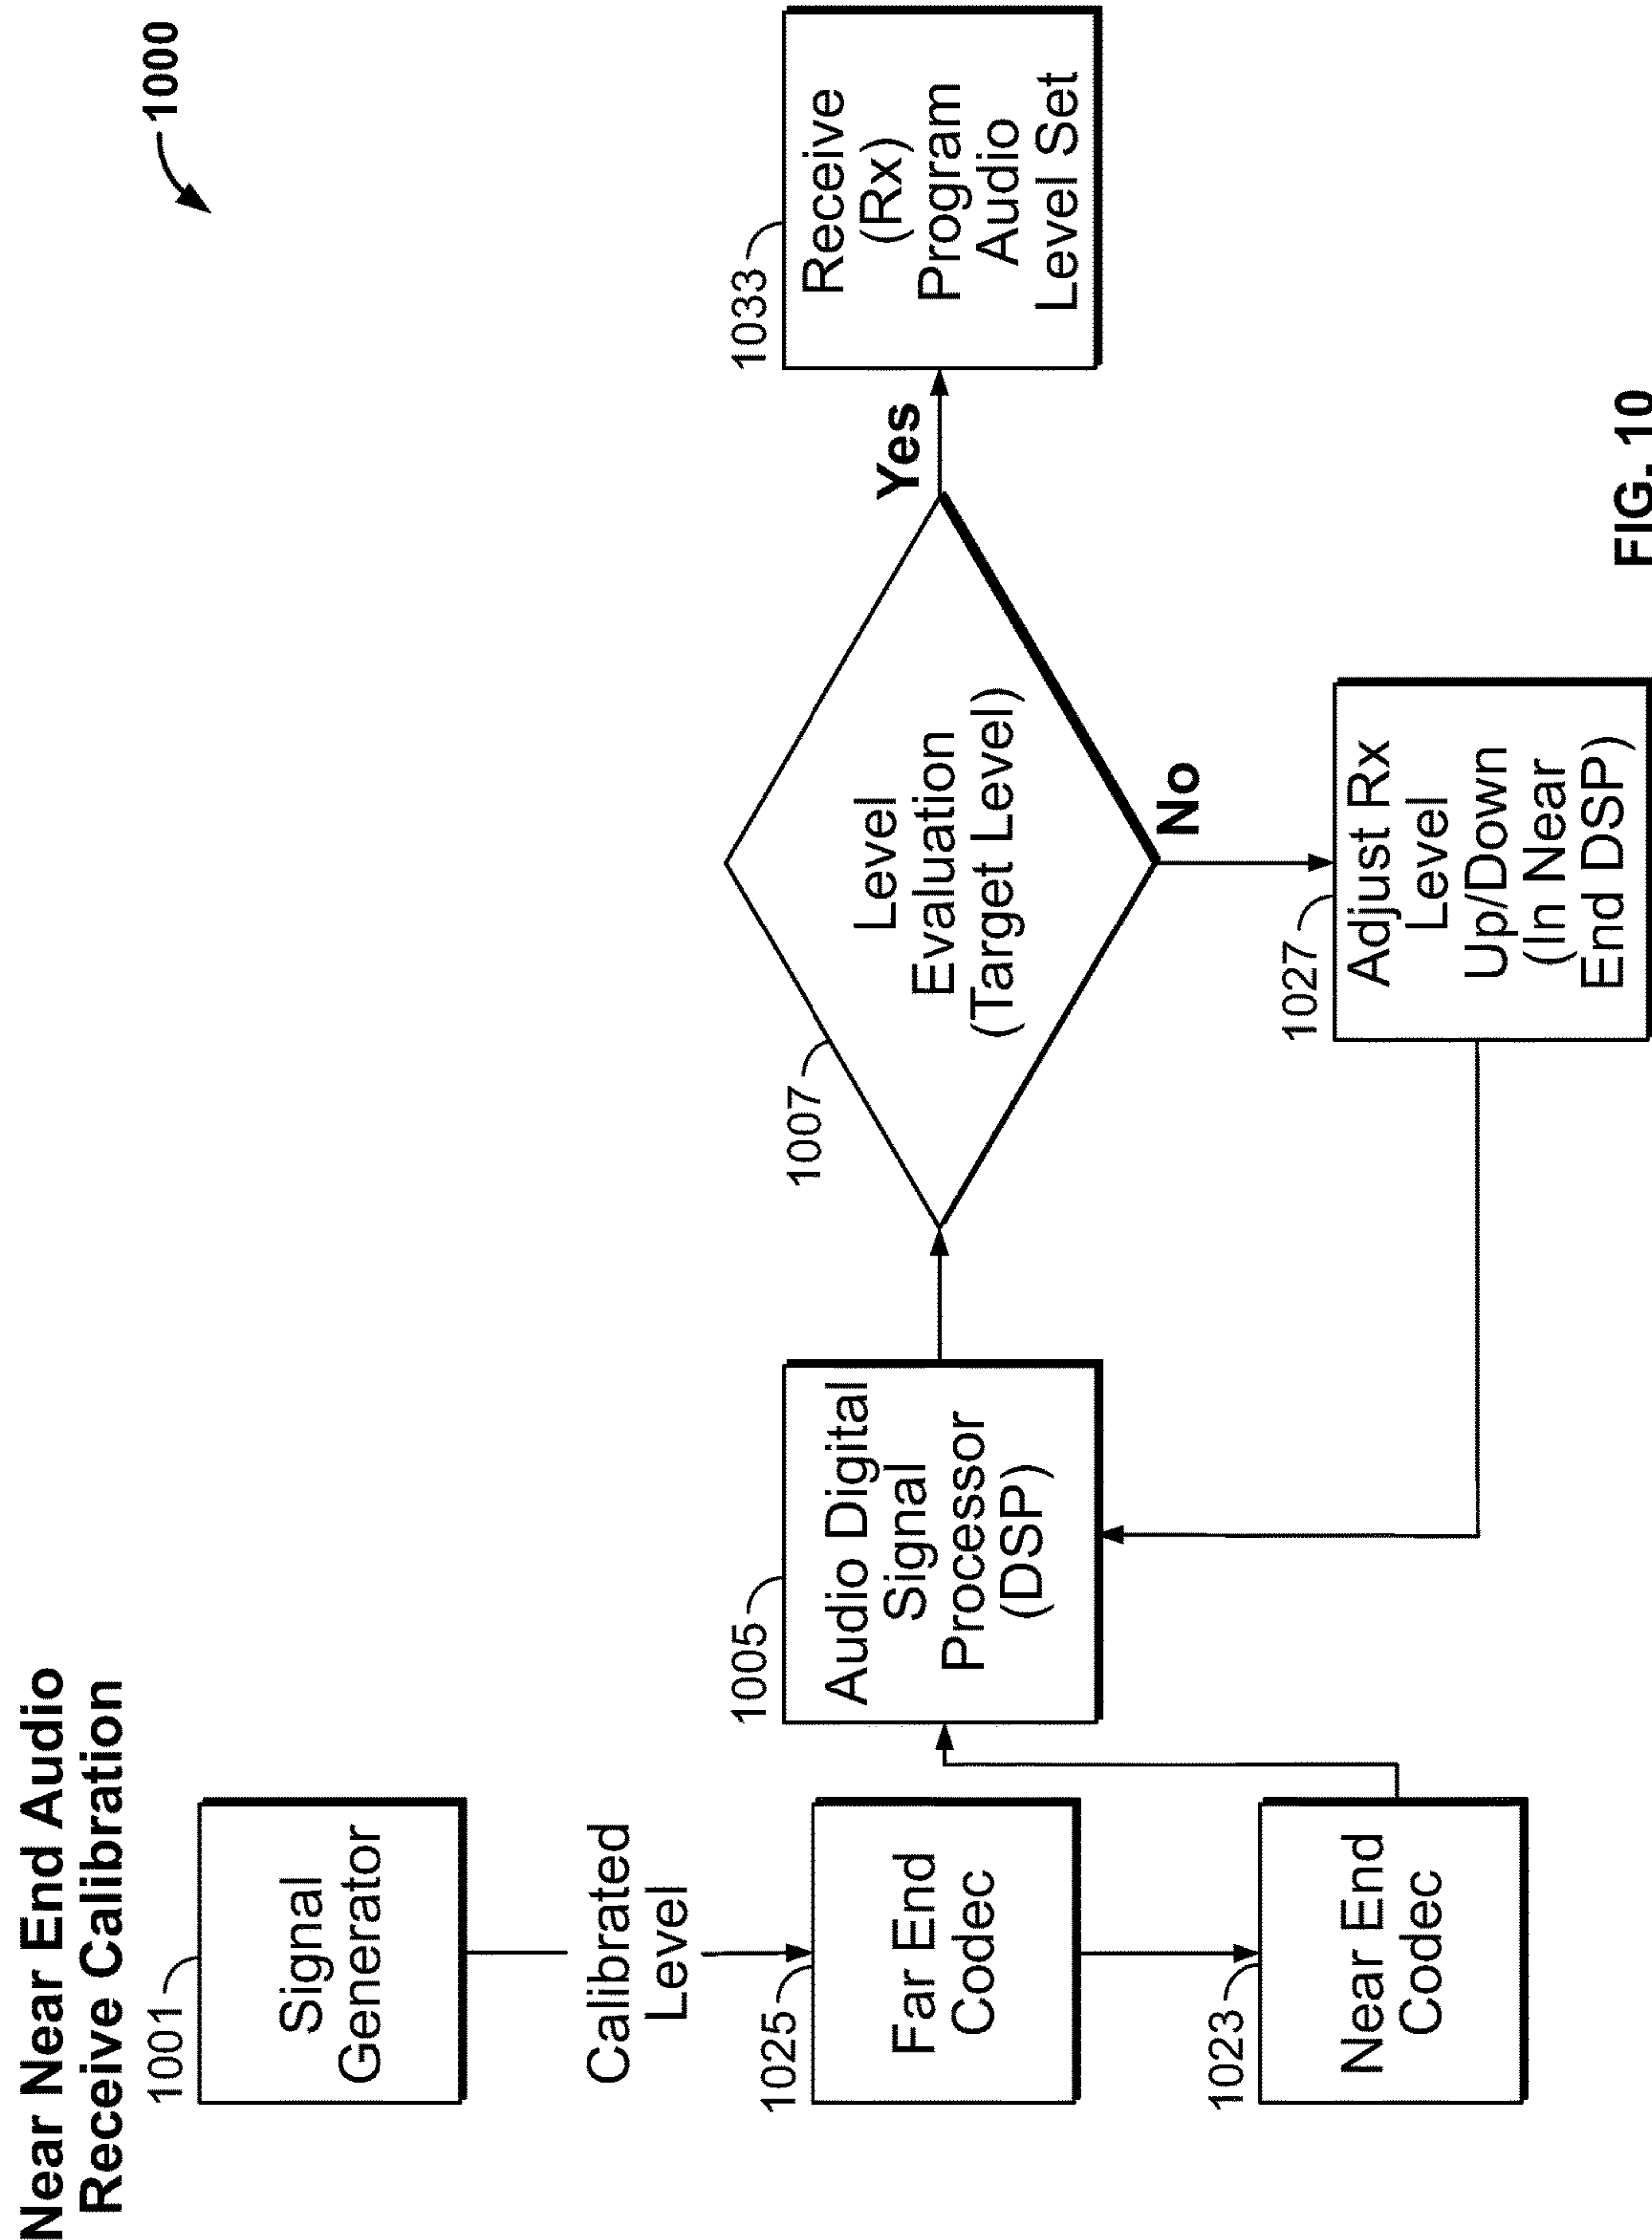 Near Near End Audio
Receive Calibration
1000
1001
Signal
Generator
Calibrated
Level
1025
Far End
Codec
1023
Near End
Codec
1005
Audio Digital
Signal
Processor
(DSP)
1007
Level
Evaluation
(Target Level)
Yes
No
1033
Receive
(Rx)
Program
Audio
Level Set
1027
Adjust Rx
Level
Up/Down
(In Near
End DSP)
FIG. 10